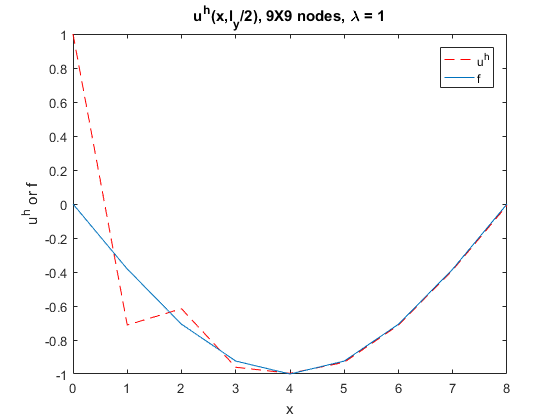 u^h(x,l_y/2), 9X9 nodes, λ = 1
u^h
f
u^h or f
1
0.8
0.6
0.4
0.2
0
-0.2
-0.4
-0.6
-0.8
-1
0 1 2 3 4 5 6 7 8
x